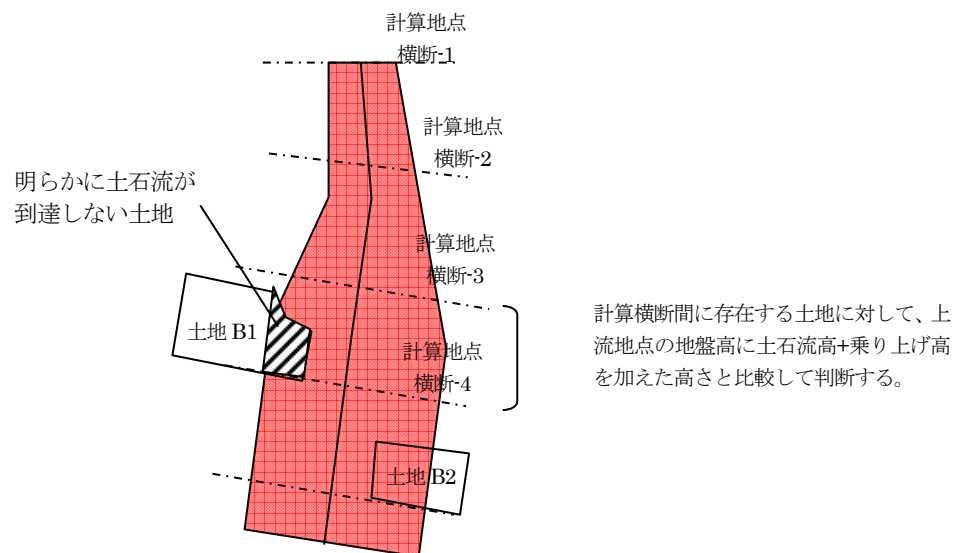 計算地点
横断-1
計算地点
横断-2
明らかに土石流が
到達しない土地
計算地点
横断-3
土地 B1
計算横断間に存在する土地に対して、上
流地点の地盤高に土石流高+乗り上げ高
を加えた高さと比較して判断する。
計算地点
横断-4
土地 B2